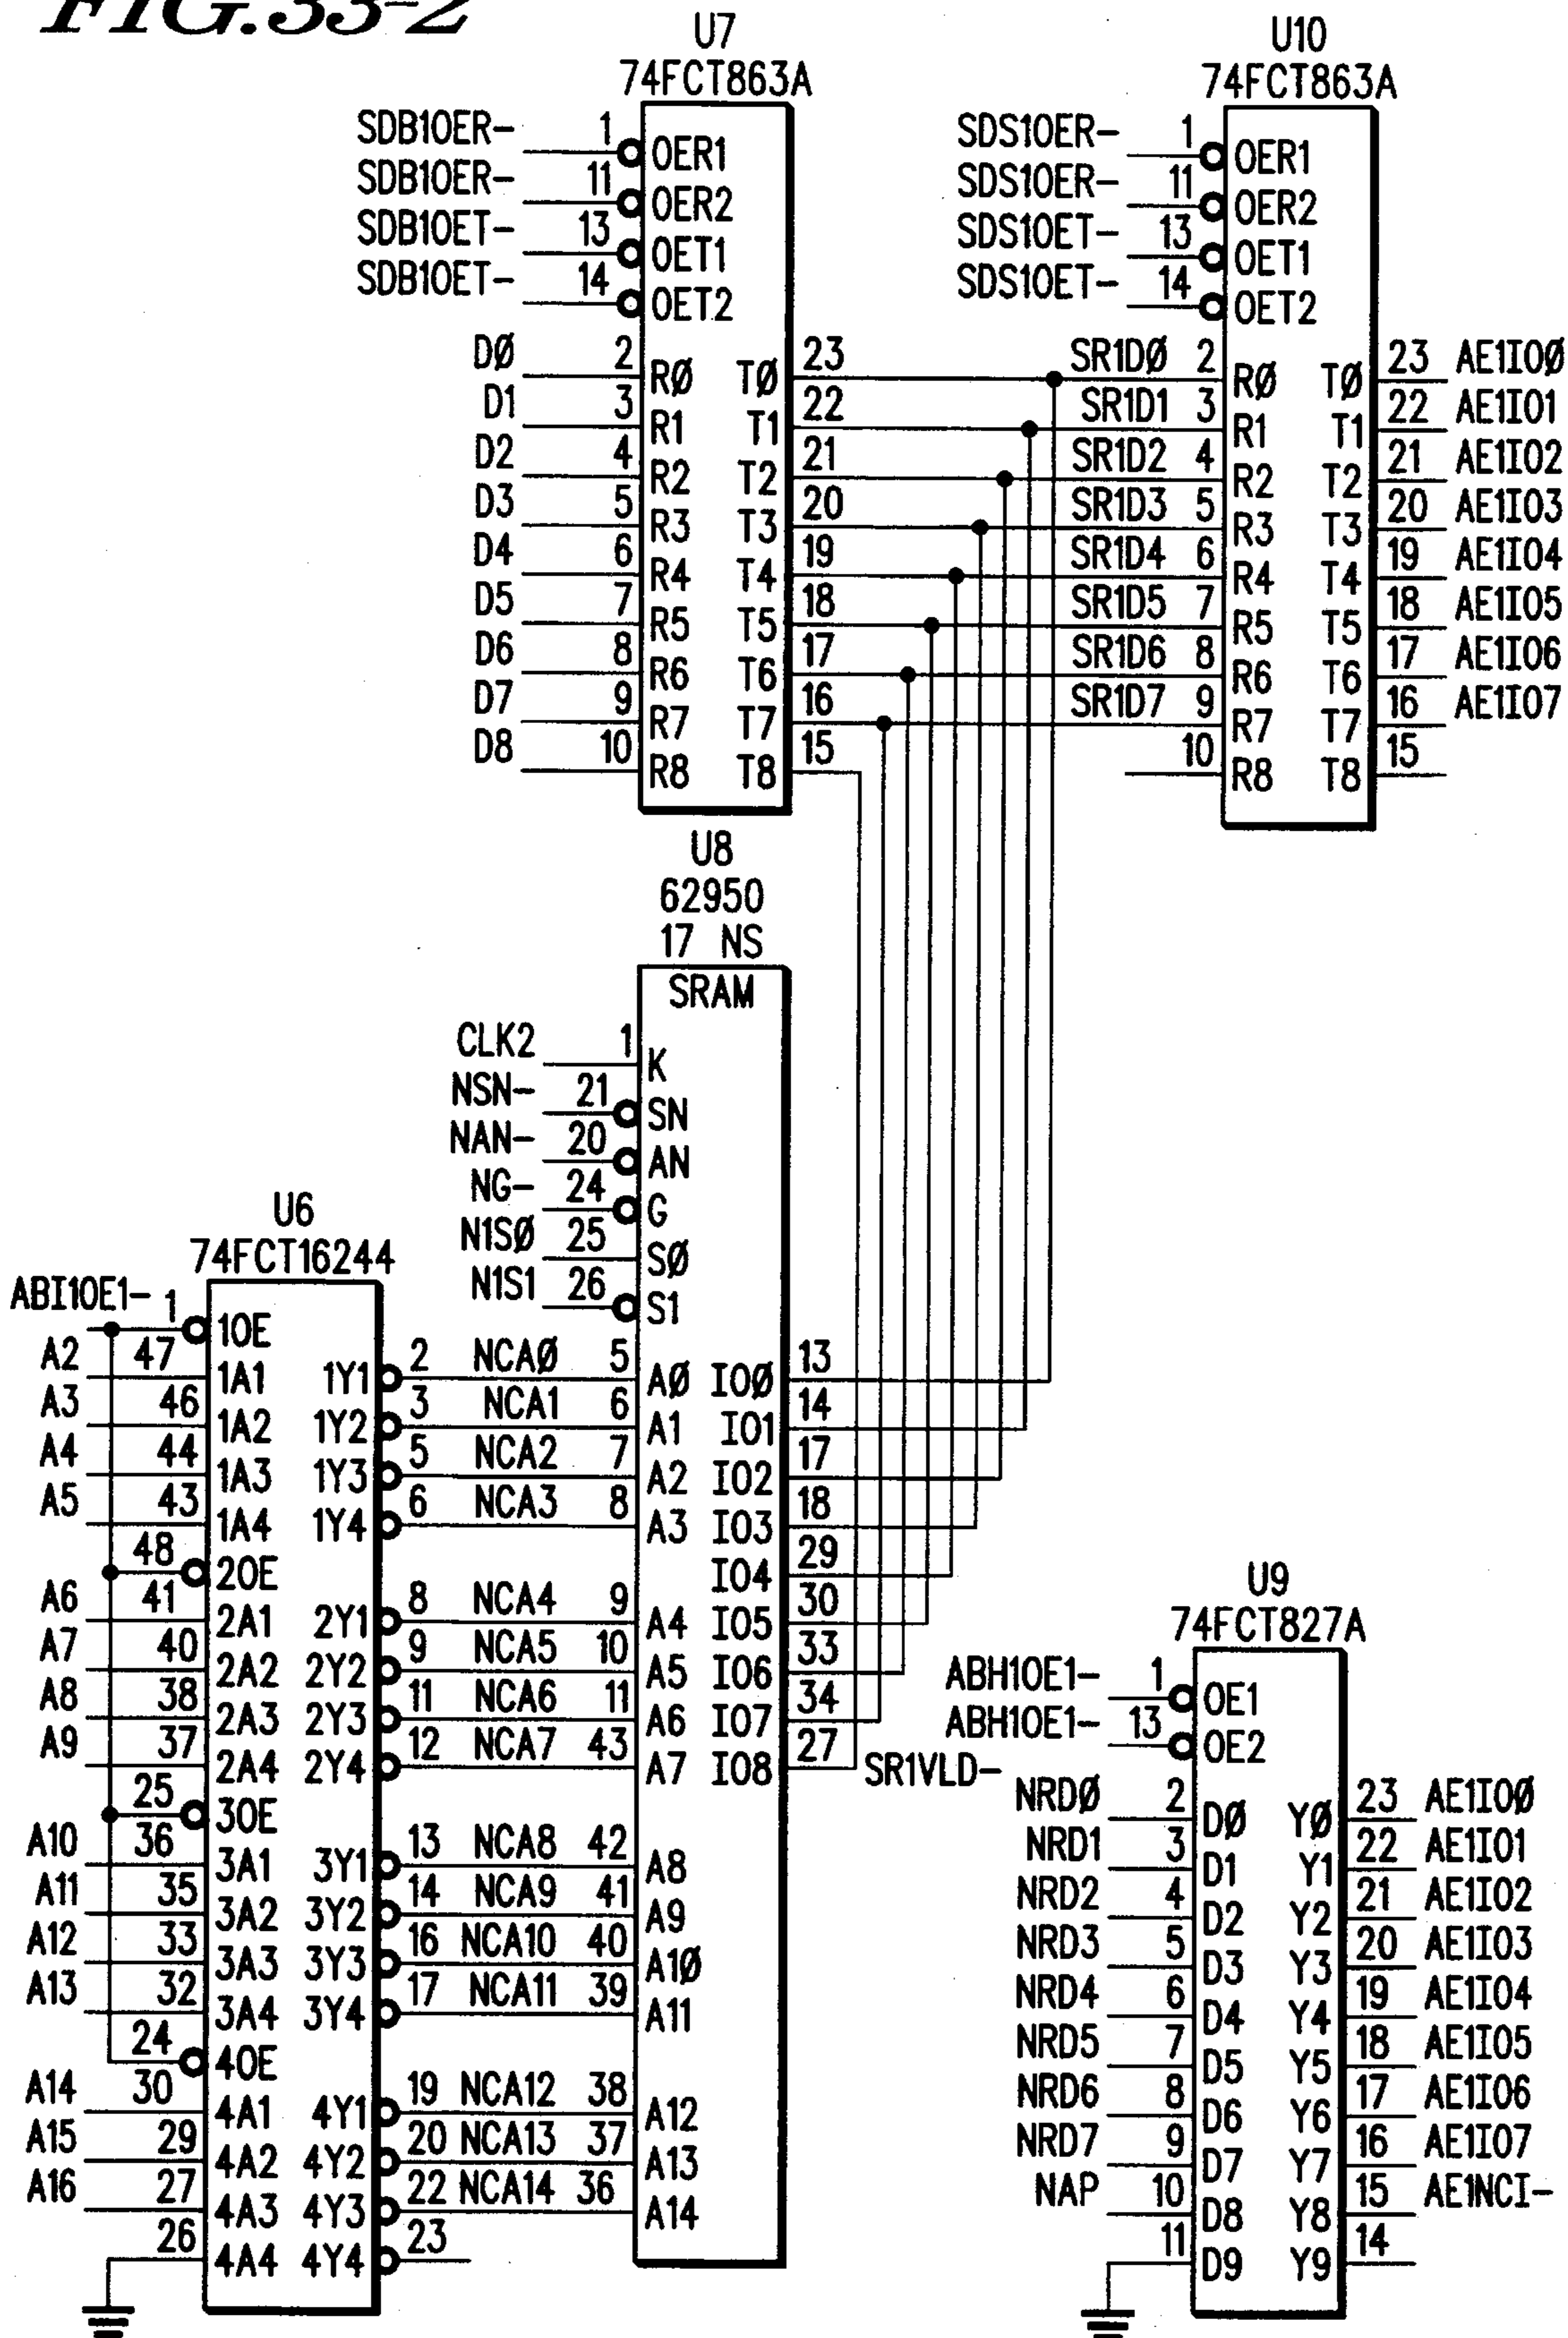 FIG.33-2
U7
74FCT863A
SDB1OER- 1 OER1
SDB1OER- 11 OER2
SDB1OET- 13 OET1
SDB1OET- 14 OET2
DØ 2 RØ TØ 23
D1 3 R1 T1 22
D2 4 R2 T2 21
D3 5 R3 T3 20
D4 6 R4 T4 19
D5 7 R5 T5 18
D6 8 R6 T6 17
D7 9 R7 T7 16
D8 10 R8 T8 15
U10
74FCT863A
SDS1OER- 1 OER1
SDS1OER- 11 OER2
SDS1OET- 13 OET1
SDS1OET- 14 OET2
SR1DØ 2 RØ TØ 23 AE1IOØ
SR1D1 3 R1 T1 22 AE1IO1
SR1D2 4 R2 T2 21 AE1IO2
SR1D3 5 R3 T3 20 AE1IO3
SR1D4 6 R4 T4 19 AE1IO4
SR1D5 7 R5 T5 18 AE1IO5
SR1D6 8 R6 T6 17 AE1IO6
SR1D7 9 R7 T7 16 AE1IO7
10 R8 T8 15
U8
62950
17 NS
SRAM
CLK2 1 K
NSN- 21 SN
NAN- 20 AN
NG- 24 G
N1SØ 25 SØ
N1S1 26 S1
NCAØ 5 AØ IOØ 13
NCA1 6 A1 IO1 14
NCA2 7 A2 IO2 17
NCA3 8 A3 IO3 18
IO4 29
NCA4 9 A4 IO5 30
NCA5 10 A5 IO6 33
NCA6 11 A6 IO7 34
NCA7 43 A7 IO8 27 SR1VLD-
NCA8 42 A8
NCA9 41 A9
NCA10 40 A1Ø
NCA11 39 A11
NCA12 38 A12
NCA13 37 A13
NCA14 36 A14
U6
74FCT16244
ABI1OE1- 1 1OE
A2 47 1A1 1Y1 2
A3 46 1A2 1Y2 3
A4 44 1A3 1Y3 5
A5 43 1A4 1Y4 6
48 2OE
A6 41 2A1 2Y1 8
A7 40 2A2 2Y2 9
A8 38 2A3 2Y3 11
A9 37 2A4 2Y4 12
25 3OE
A10 36 3A1 3Y1 13
A11 35 3A2 3Y2 14
A12 33 3A3 3Y3 16
A13 32 3A4 3Y4 17
24 4OE
A14 30 4A1 4Y1 19
A15 29 4A2 4Y2 20
A16 27 4A3 4Y3 22
26 4A4 4Y4 23
U9
74FCT827A
ABH1OE1- 1 OE1
ABH1OE1- 13 OE2
NRDØ 2 DØ YØ 23 AE1IOØ
NRD1 3 D1 Y1 22 AE1IO1
NRD2 4 D2 Y2 21 AE1IO2
NRD3 5 D3 Y3 20 AE1IO3
NRD4 6 D4 Y4 19 AE1IO4
NRD5 7 D5 Y5 18 AE1IO5
NRD6 8 D6 Y6 17 AE1IO6
NRD7 9 D7 Y7 16 AE1IO7
NAP 10 D8 Y8 15 AE1NCI-
11 D9 Y9 14